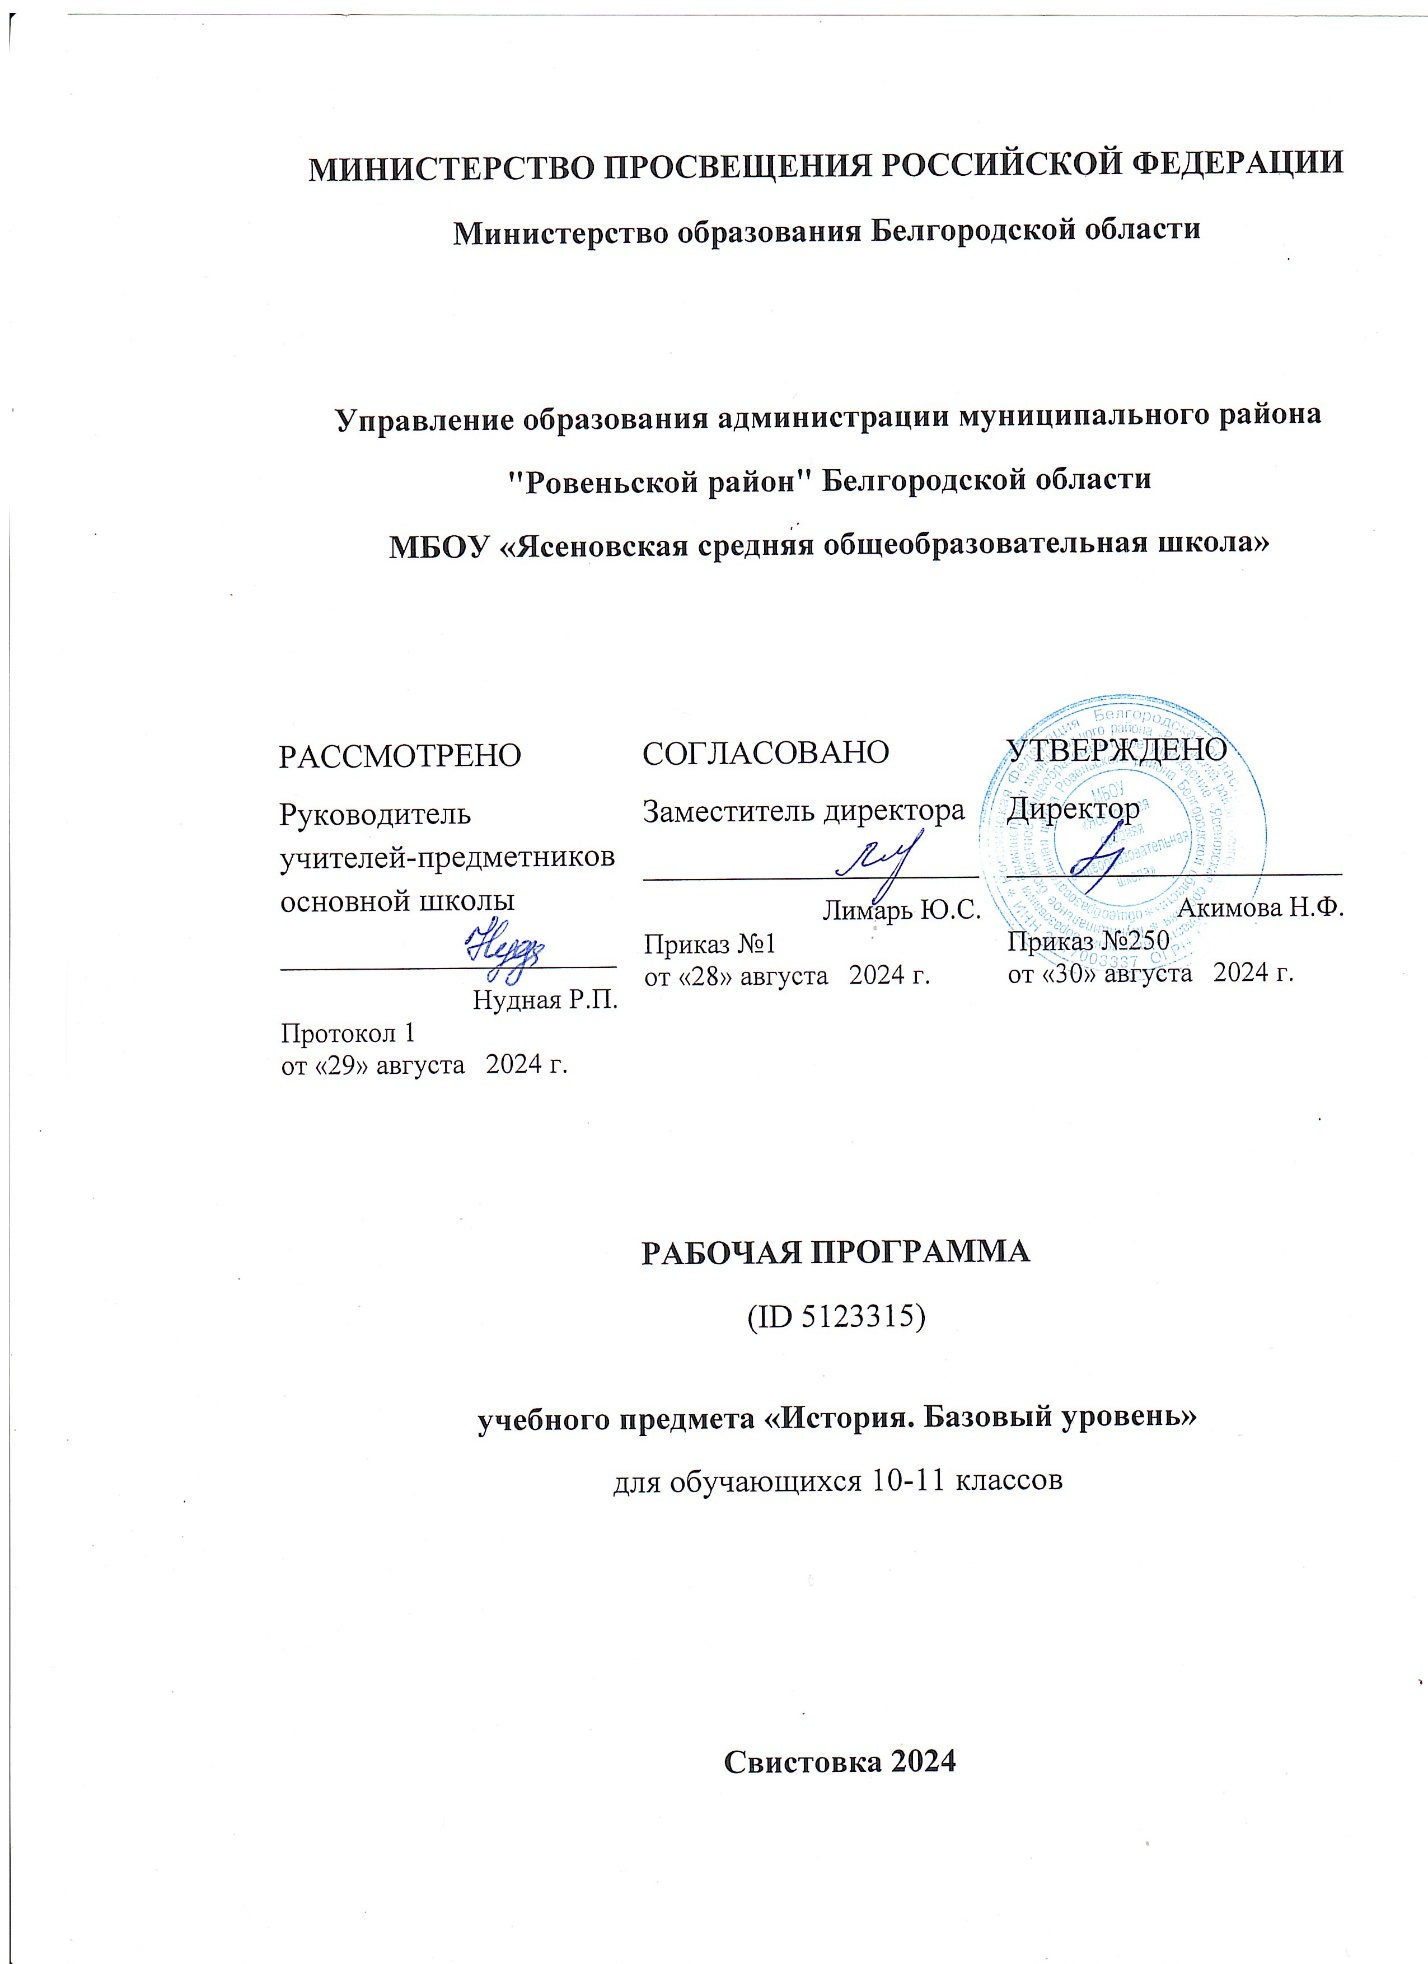 МИНИСТЕРСТВО ПРОСВЕЩЕНИЯ РОССИЙСКОЙ ФЕДЕРАЦИИ
Министерство образования Белгородской области
Управление образования администрации муниципального района
"Ровеньской район" Белгородской области
МБОУ «Ясеновская средняя общеобразовательная школа»
РАССМОТРЕНО
Руководитель
учителей-предметников
основной школы
Нудная Р.П.
Протокол 1
от «29» августа 2024 г.
СОГЛАСОВАНО
Заместитель директора
Лимарь Ю.С.
Приказ №1
от «28» августа 2024 г.
УТВЕРЖДЕНО
Директор
Акимова Н.Ф.
Приказ №250
от «30» августа 2024 г.
МБОУ
РАБОЧАЯ ПРОГРАММА
(ID 5123315)
учебного предмета «История. Базовый уровень»
для обучающихся 10-11 классов
Свистовка 2024